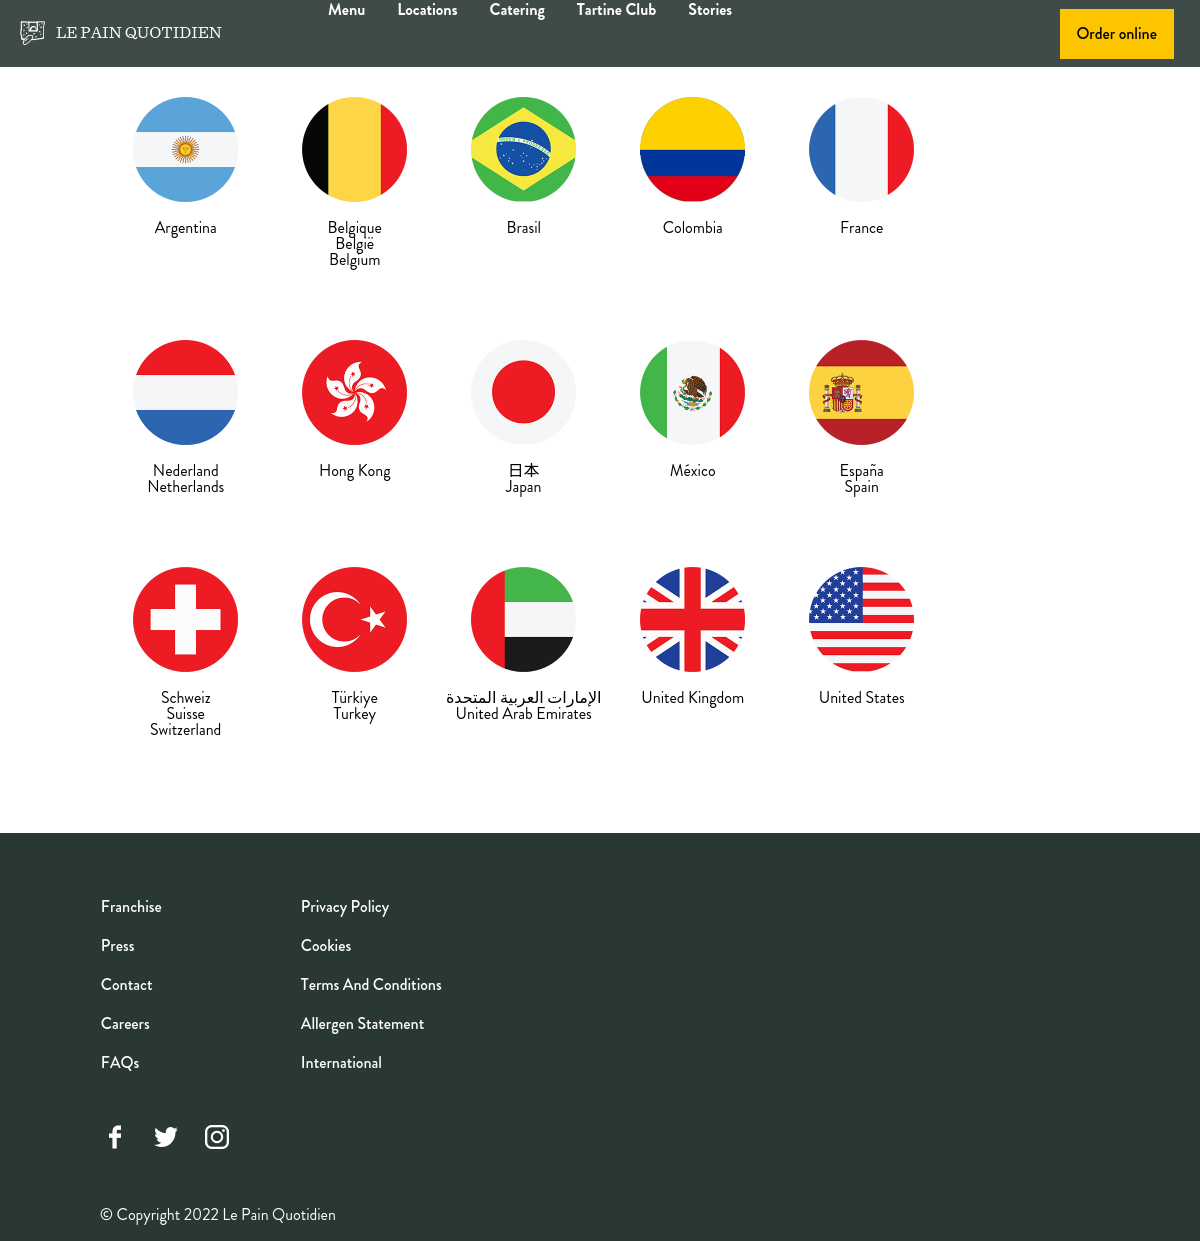 LE PAIN QUOTIDIEN
Menu
Locations
Catering
Tartine Club
Stories
Order online
Argentina
Belgique
België
Belgium
Brasil
Colombia
France
Nederland
Netherlands
Hong Kong
日本
Japan
México
España
Spain
Schweiz
Suisse
Switzerland
Türkiye
Turkey
الإمارات العربية المتحدة
United Arab Emirates
United Kingdom
United States
Franchise
Press
Contact
Careers
FAQs
Privacy Policy
Cookies
Terms And Conditions
Allergen Statement
International
© Copyright 2022 Le Pain Quotidien